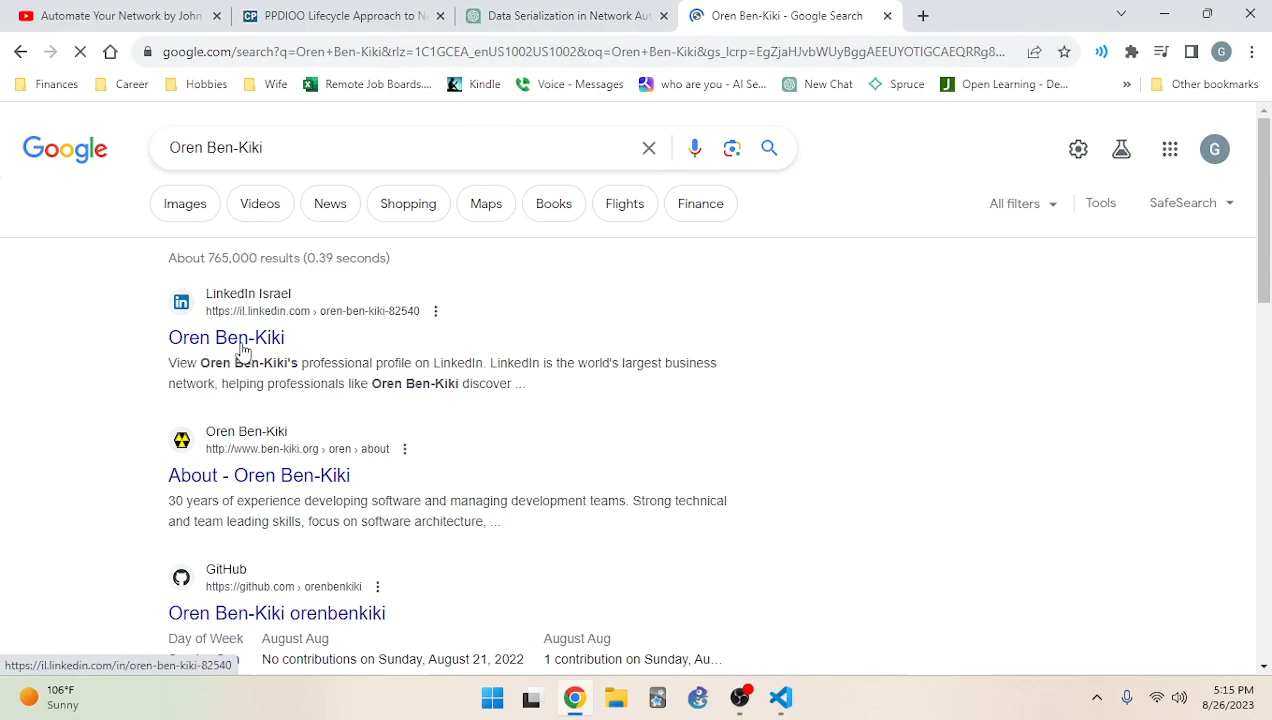 Automate Your Network by John
PPDIOO Lifecycle Approach to Ne
Data Serialization in Network Aut
Oren Ben-Kiki - Google Search
google.com/search?q=Oren+Ben-Kiki&rlz=1C1GCEA_enUS1002US1002&oq=Oren+Ben-Kiki&gs_lcrp=EgZjaHJvbWUyBggAEEUYOTIGCAEQRRg8...
G
Finances
Career
Hobbies
Wife
Remote Job Boards....
Kindle
Voice - Messages
who are you - AI Se...
New Chat
Spruce
Open Learning - De...
»
Other bookmarks
Google
Oren Ben-Kiki
G
Images
Videos
News
Shopping
Maps
Books
Flights
Finance
All filters
Tools
SafeSearch
About 765,000 results (0.39 seconds)
LinkedIn Israel
https://il.linkedin.com › oren-ben-kiki-82540
Oren Ben-Kiki
View Oren Ben-Kiki's professional profile on LinkedIn. LinkedIn is the world's largest business
network, helping professionals like Oren Ben-Kiki discover ...
Oren Ben-Kiki
http://www.ben-kiki.org › oren › about
About - Oren Ben-Kiki
30 years of experience developing software and managing development teams. Strong technical
and team leading skills, focus on software architecture, ...
GitHub
https://github.com › orenbenkiki
Oren Ben-Kiki orenbenkiki
Day of Week August Aug August Aug
No contributions on Sunday, August 21, 2022 1 contribution on Sunday, Au...
https://il.linkedin.com/in/oren-ben-kiki-82540
106°F
Sunny
5:15 PM
8/26/2023